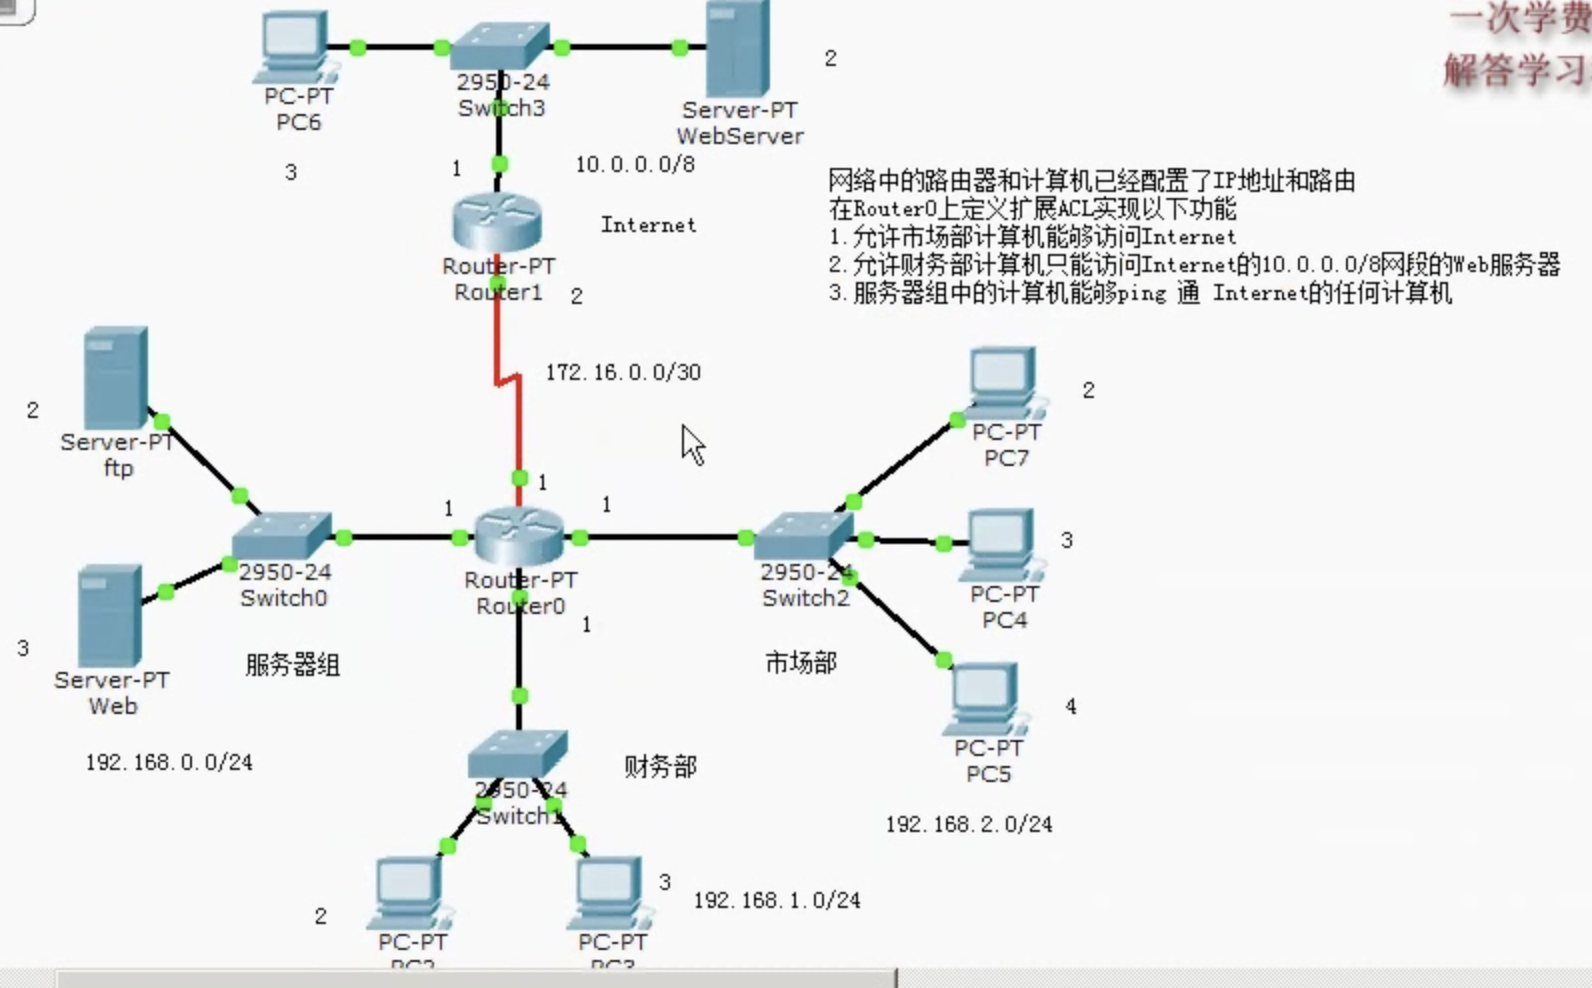 一次学费
解答学习
2
PC-PT
PC6
2950-24
Switch3
Server-PT
WebServer
3
1
10.0.0.0/8
网络中的路由器和计算机已经配置了IP地址和路由
在Router0上定义扩展ACL实现以下功能
1.允许市场部计算机能够访问Internet
2.允许财务部计算机只能访问Internet的10.0.0.0/8网段的Web服务器
3.服务器组中的计算机能够ping 通 Internet的任何计算机
Internet
Router-PT
Router1
2
172.16.0.0/30
2
Server-PT
ftp
2
PC-PT
PC7
1
1
1
3
2950-24
Switch0
Router-PT
Router0
2950-24
Switch2
PC-PT
PC4
1
3
Server-PT
Web
服务器组
市场部
4
PC-PT
PC5
192.168.0.0/24
财务部
2950-24
Switch1
192.168.2.0/24
3
192.168.1.0/24
2
PC-PT
PC2
PC-PT
PC3